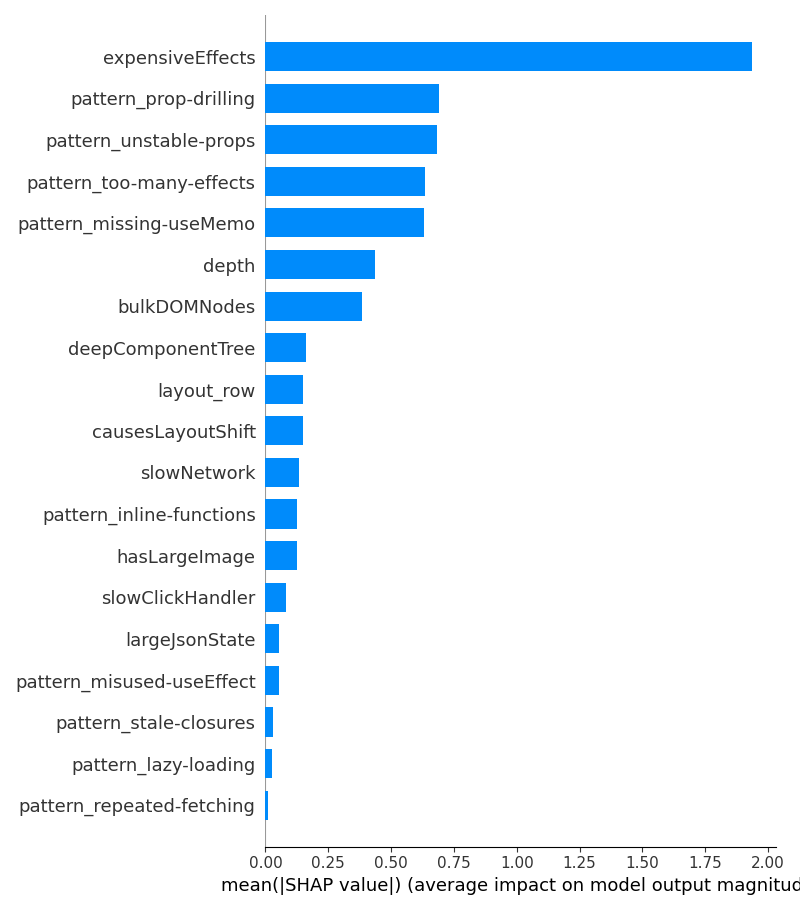 expensiveEffects
pattern_prop-drilling
pattern_unstable-props
pattern_too-many-effects
pattern_missing-useMemo
depth
bulkDOMNodes
deepComponentTree
layout_row
causesLayoutShift
slowNetwork
pattern_inline-functions
hasLargeImage
slowClickHandler
largeJsonState
pattern_misused-useEffect
pattern_stale-closures
pattern_lazy-loading
pattern_repeated-fetching
0.00 0.25 0.50 0.75 1.00 1.25 1.50 1.75 2.00
mean(|SHAP value|) (average impact on model output magnitud